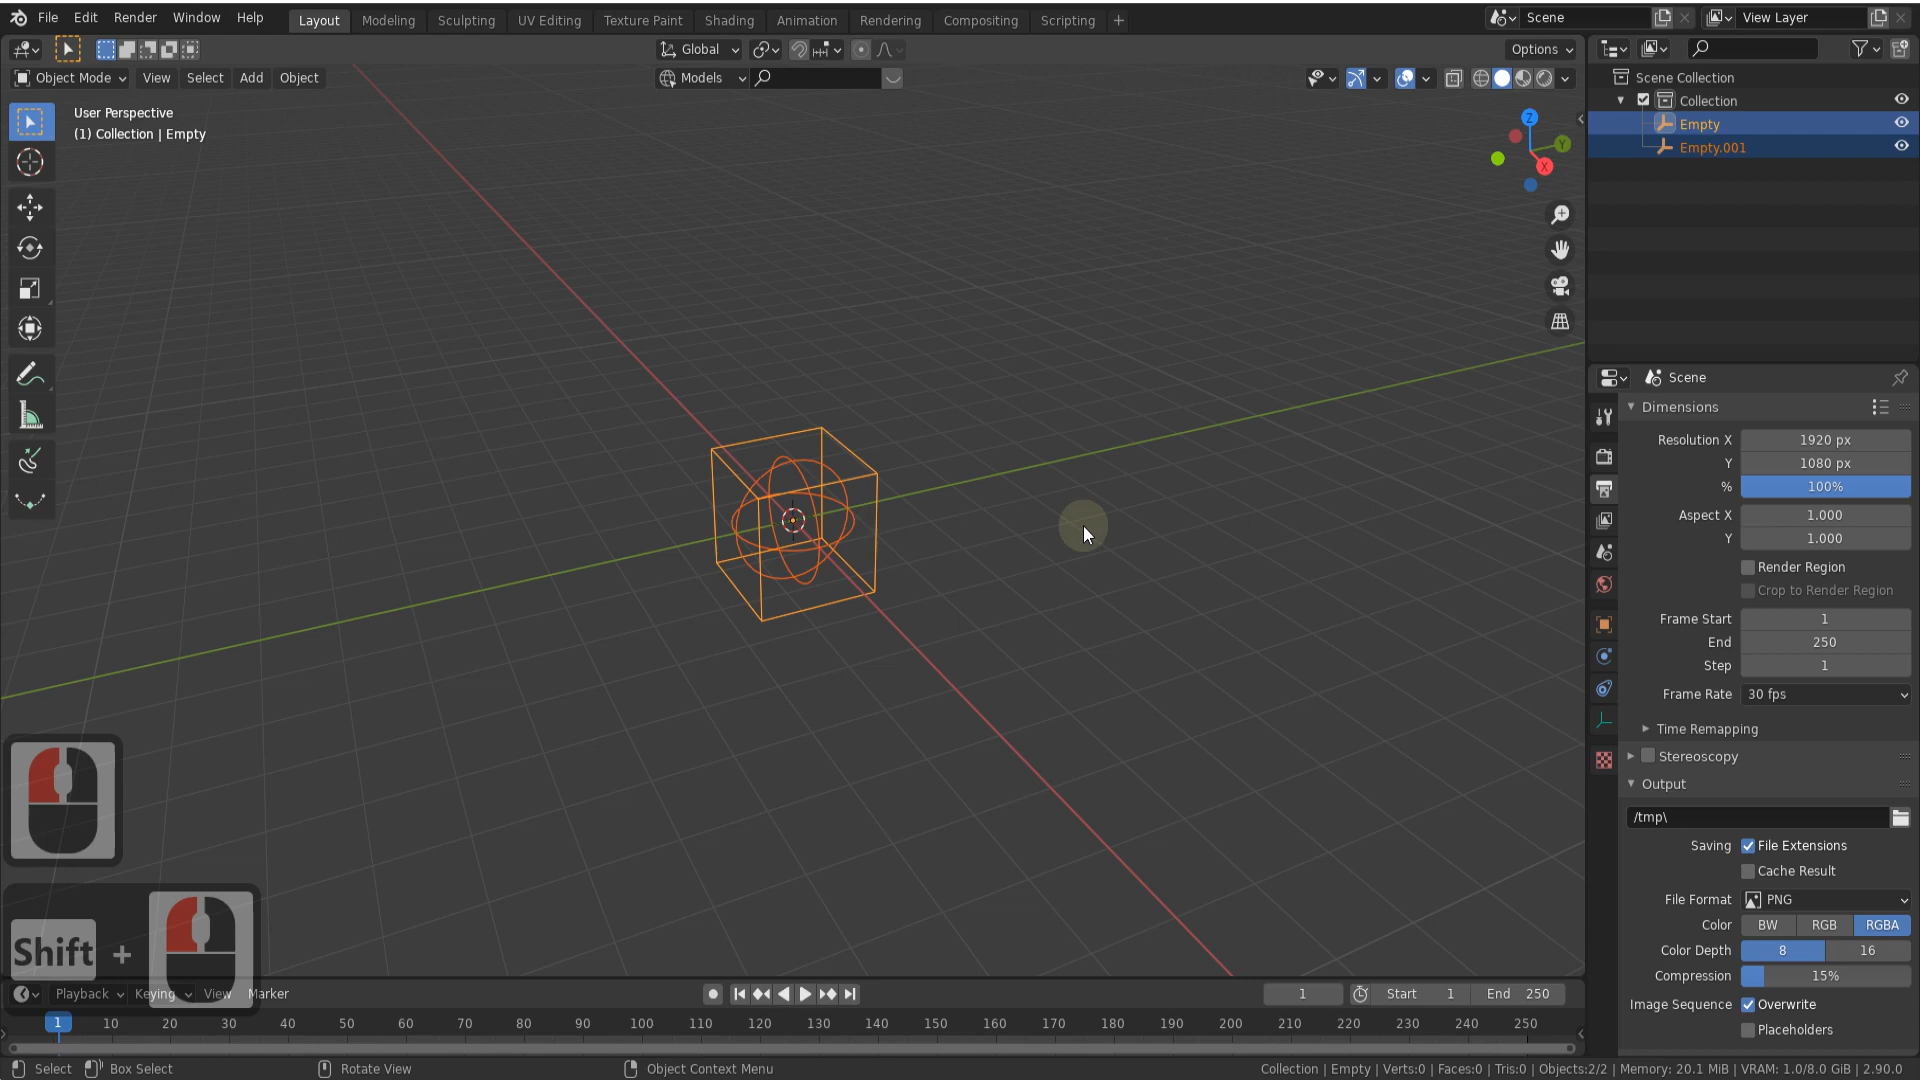 File Edit Render Window Help Layout Modeling Sculpting UV Editing Texture Paint Shading Animation Rendering Compositing Scripting + Scene View Layer
Global Options
Object Mode View Select Add Object Models
User Perspective
(1) Collection | Empty
Z
Y
X
Scene Collection
Collection
Empty
Empty.001
Scene
Dimensions
Resolution X 1920 px
Y 1080 px
% 100%
Aspect X 1.000
Y 1.000
Render Region
Crop to Render Region
Frame Start 1
End 250
Step 1
Frame Rate 30 fps
Time Remapping
Stereoscopy
Output
/tmp\
Saving File Extensions
Cache Result
File Format PNG
Color BW RGB RGBA
Color Depth 8 16
Compression 15%
Image Sequence Overwrite
Placeholders
Shift +
Playback Keying View Marker 1 Start 1 End 250
1 10 20 30 40 50 60 70 80 90 100 110 120 130 140 150 160 170 180 190 200 210 220 230 240 250
Select Box Select Rotate View Object Context Menu Collection | Empty | Verts:0 | Faces:0 | Tris:0 | Objects:2/2 | Memory: 20.1 MiB | VRAM: 1.0/8.0 GiB | 2.90.0